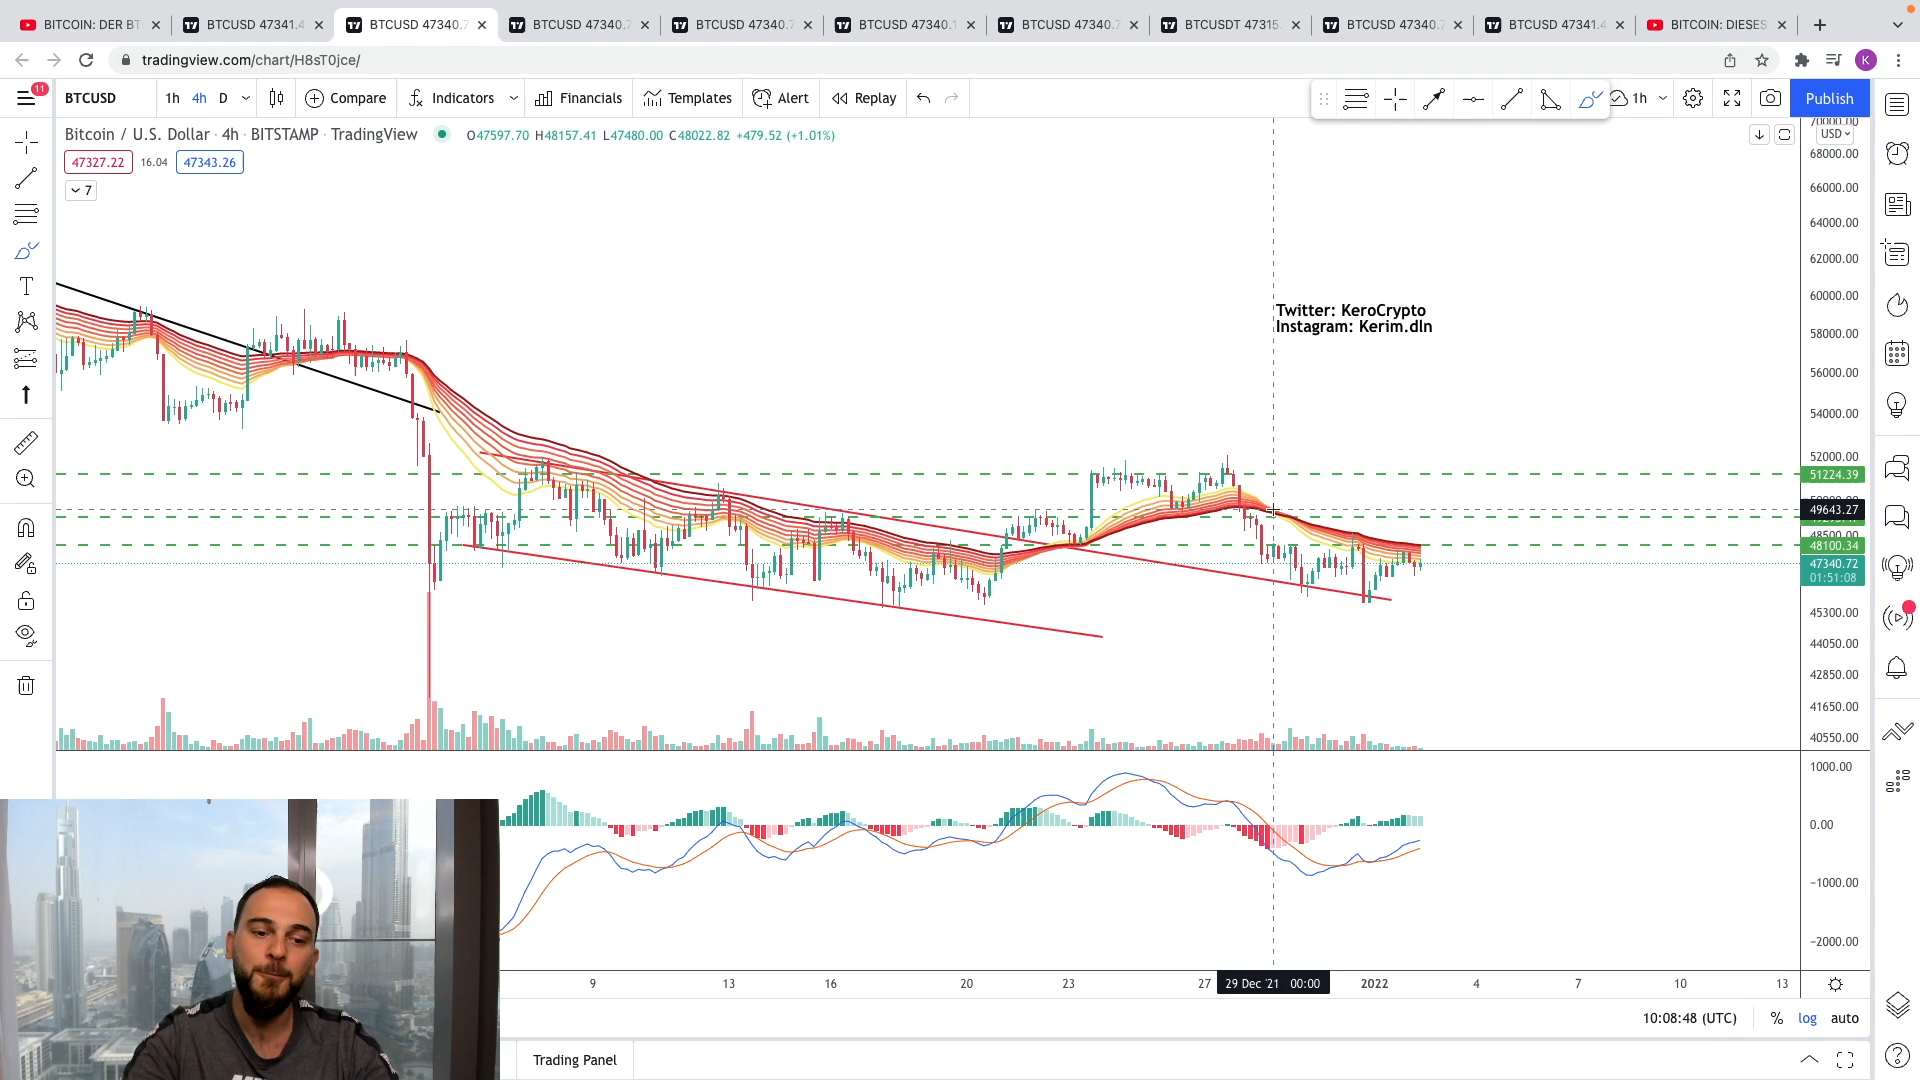 BITCOIN: DER BT
BTCUSD 47341.4
BTCUSD 47340.7
BTCUSD 47340.7
BTCUSD 47340.7
BTCUSD 47340.1
BTCUSD 47340.7
BTCUSDT 47315.
BTCUSD 47340.7
BTCUSD 47341.4
BITCOIN: DIESES
tradingview.com/chart/H8sT0jce/
K
11
BTCUSD
1h 4h D
Compare
Indicators
Financials
Templates
Alert
Replay
1h
Publish
Bitcoin / U.S. Dollar · 4h · BITSTAMP · TradingView
O47597.70 H48157.41 L47480.00 C48022.82 +479.52 (+1.01%)
47327.22 16.04 47343.26
7
USD
70000.00
68000.00
66000.00
64000.00
62000.00
60000.00
58000.00
56000.00
54000.00
52000.00
51224.39
49643.27
48100.34
47340.72
01:51:08
45300.00
44050.00
42850.00
41650.00
40550.00
Twitter: KeroCrypto
Instagram: Kerim.dln
1000.00
0.00
−1000.00
−2000.00
9 13 16 20 23 27 29 Dec '21 00:00 2022 4 7 10 13
10:08:48 (UTC) % log auto
Trading Panel